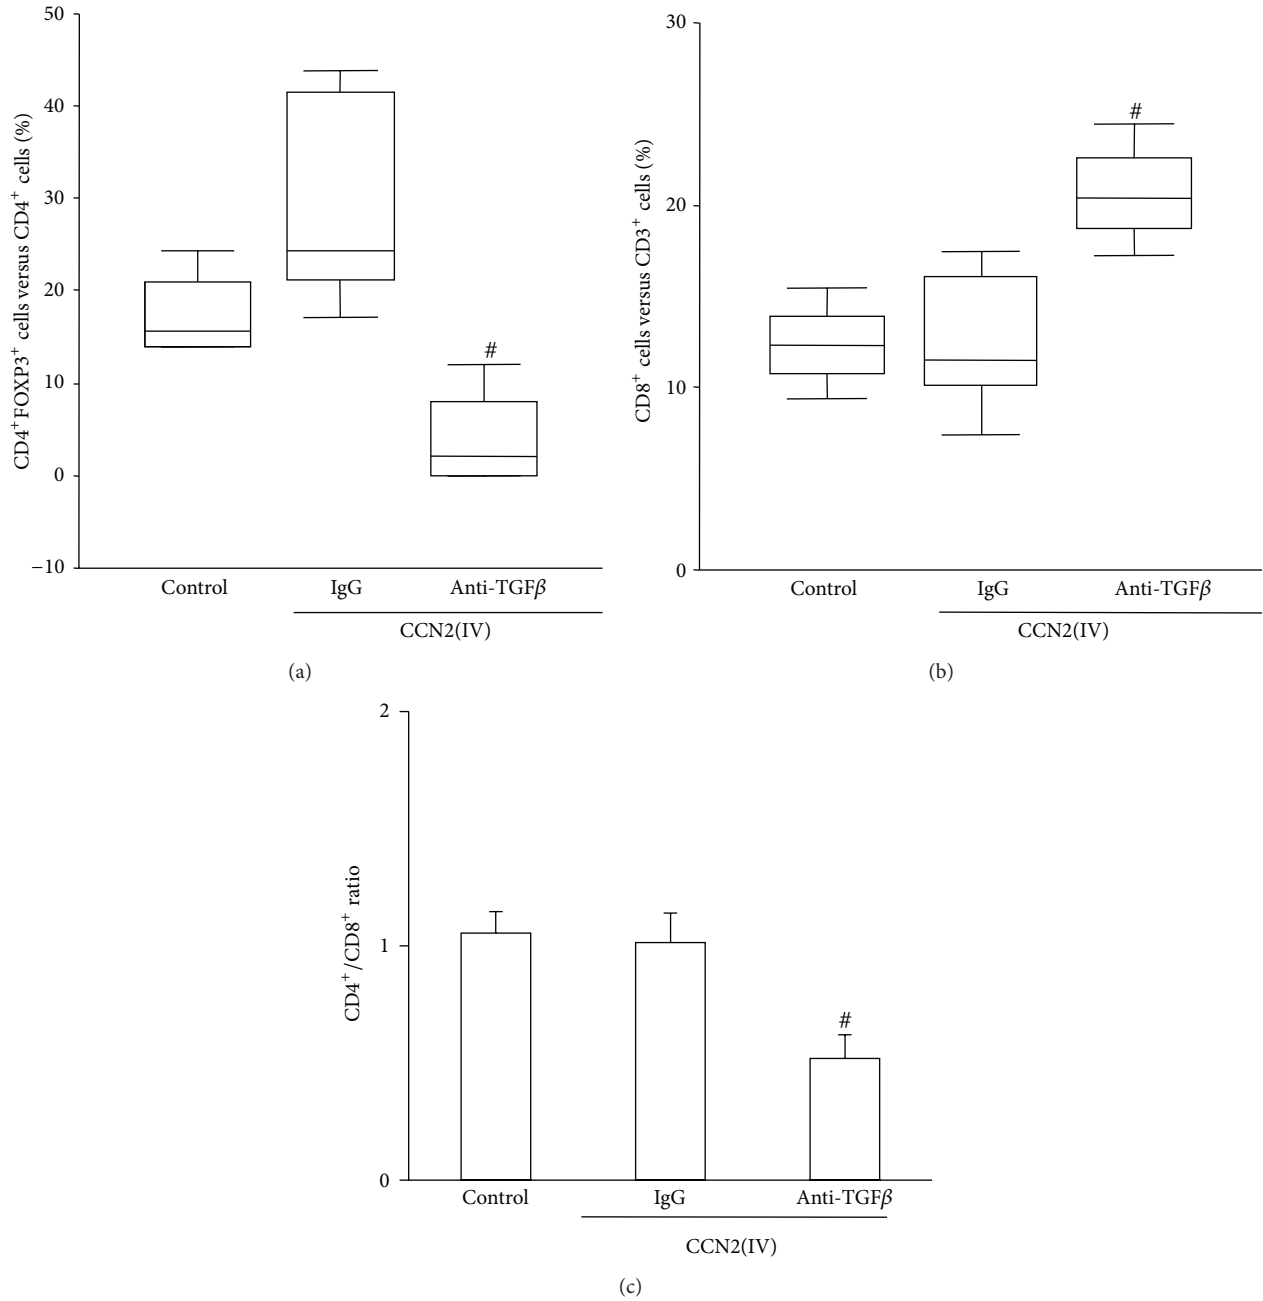 50
40
30
20
10
0
−10
CD4⁺FOXP3⁺ cells versus CD4⁺ cells (%)
#
Control IgG Anti-TGFβ
CCN2(IV)
(a)
30
20
10
0
CD8⁺ cells versus CD3⁺ cells (%)
#
Control IgG Anti-TGFβ
CCN2(IV)
(b)
2
1
0
CD4⁺/CD8⁺ ratio
#
Control IgG Anti-TGFβ
CCN2(IV)
(c)